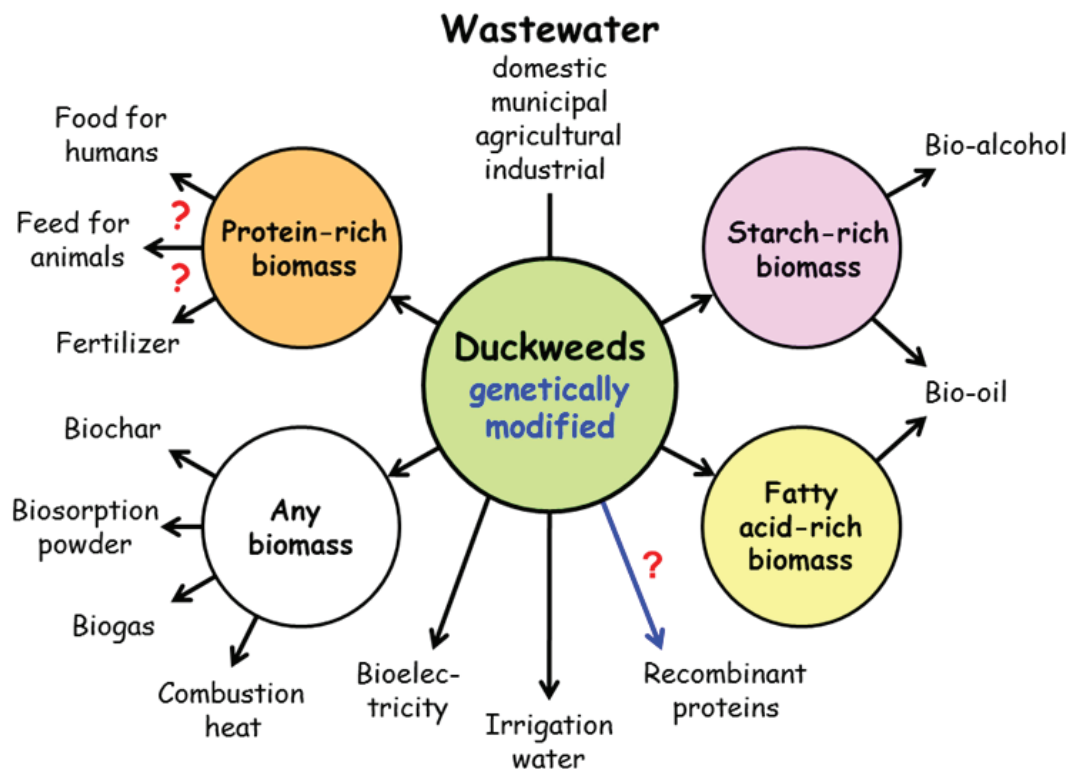 Wastewater
domestic
municipal
agricultural
industrial
Food for
humans
?
Feed for
animals
?
Fertilizer
Protein-rich
biomass
Starch-rich
biomass
Bio-alcohol
Bio-oil
Duckweeds
genetically
modified
Biochar
Biosorption
powder
Biogas
Combustion
heat
Any
biomass
Fatty
acid-rich
biomass
Bioelec-
tricity
Irrigation
water
?
Recombinant
proteins